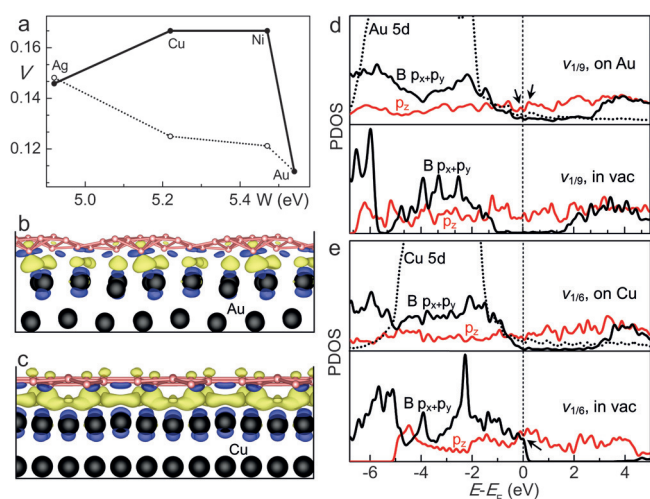 a
V
0.16
0.14
0.12
Ag
Cu
Ni
Au
5.0
5.2
5.4
W (eV)
b
Au
c
Cu
d
PDOS
Au 5d
B px+py
pz
v1/9, on Au
B px+py
pz
v1/9, in vac
e
PDOS
Cu 5d
B px+py
pz
v1/6, on Cu
B px+py
pz
v1/6, in vac
-6 -4 -2 0 2 4
E-EF (eV)